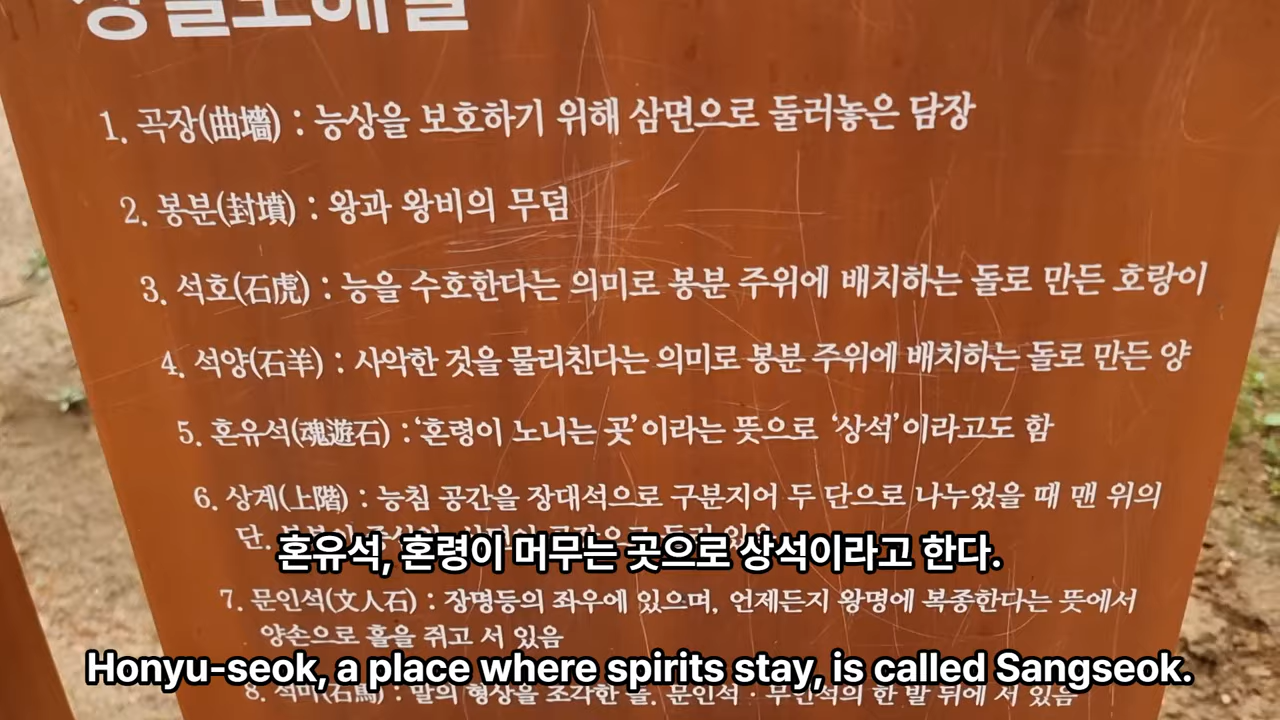 능상을설도해설
1. 곡장(曲墻) : 능상을 보호하기 위해 삼면으로 둘러놓은 담장
2. 봉분(封墳) : 왕과 왕비의 무덤
3. 석호(石虎) : 능을 수호한다는 의미로 봉분 주위에 배치하는 돌로 만든 호랑이
4. 석양(石羊) : 사악한 것을 물리친다는 의미로 봉분 주위에 배치하는 돌로 만든 양
5. 혼유석(魂遊石) : ‘혼령이 노니는 곳’이라는 뜻으로 ‘상석’이라고도 함
6. 상계(上階) : 능침 공간을 장대석으로 구분지어 두 단으로 나누었을 때 맨 위의
단.
혼유석, 혼령이 머무는 곳으로 상석이라고 한다.
7. 문인석(文人石) : 장명등의 좌우에 있으며, 언제든지 왕명에 복종한다는 뜻에서
양손으로 홀을 쥐고 서 있음
Honyu-seok, a place where spirits stay, is called Sangseok.
8. 석마(石馬) : 말의 형상을 조각한 돌. 문인석·무인석의 한 발 뒤에 서 있음